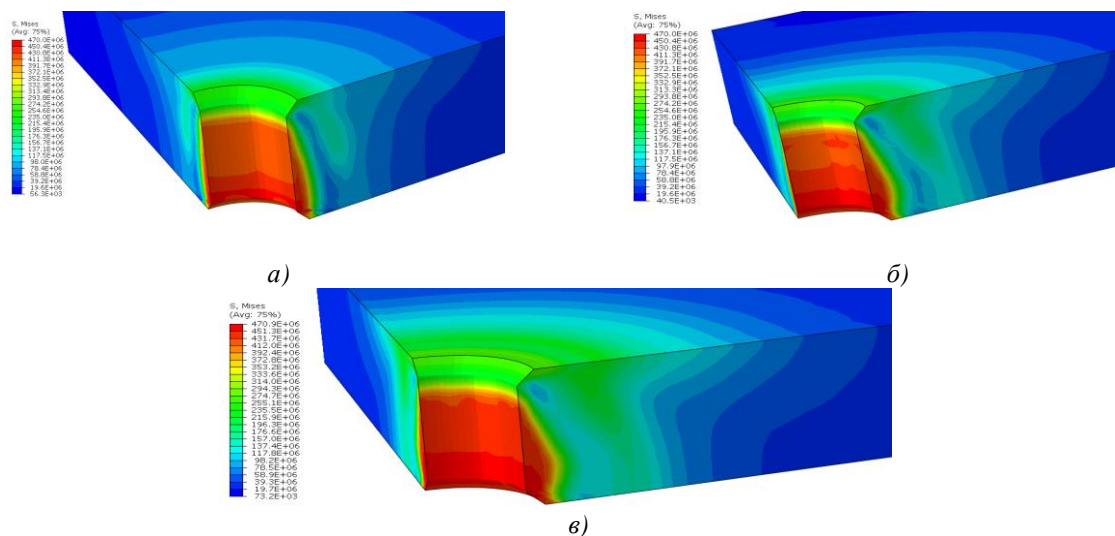 S, Mises
(Avg: 75%)
470.0E+06
450.4E+06
430.8E+06
411.3E+06
391.7E+06
372.1E+06
352.5E+06
332.9E+06
313.4E+06
293.8E+06
274.2E+06
254.6E+06
235.0E+06
215.4E+06
195.9E+06
176.3E+06
156.7E+06
137.1E+06
117.5E+06
98.0E+06
78.4E+06
58.8E+06
39.2E+06
19.6E+06
56.3E+03
а)
S, Mises
(Avg: 75%)
470.0E+06
450.4E+06
430.8E+06
411.3E+06
391.7E+06
372.1E+06
352.5E+06
332.9E+06
313.3E+06
293.8E+06
274.2E+06
254.6E+06
235.0E+06
215.4E+06
195.9E+06
176.3E+06
156.7E+06
137.1E+06
117.5E+06
97.9E+06
78.4E+06
58.8E+06
39.2E+06
19.6E+06
40.5E+03
б)
S, Mises
(Avg: 75%)
470.9E+06
451.3E+06
431.7E+06
412.0E+06
392.4E+06
372.8E+06
353.2E+06
333.6E+06
314.0E+06
294.3E+06
274.7E+06
255.1E+06
235.5E+06
215.9E+06
196.3E+06
176.6E+06
157.0E+06
137.4E+06
117.8E+06
98.2E+06
78.5E+06
58.9E+06
39.3E+06
19.7E+06
73.2E+03
в)